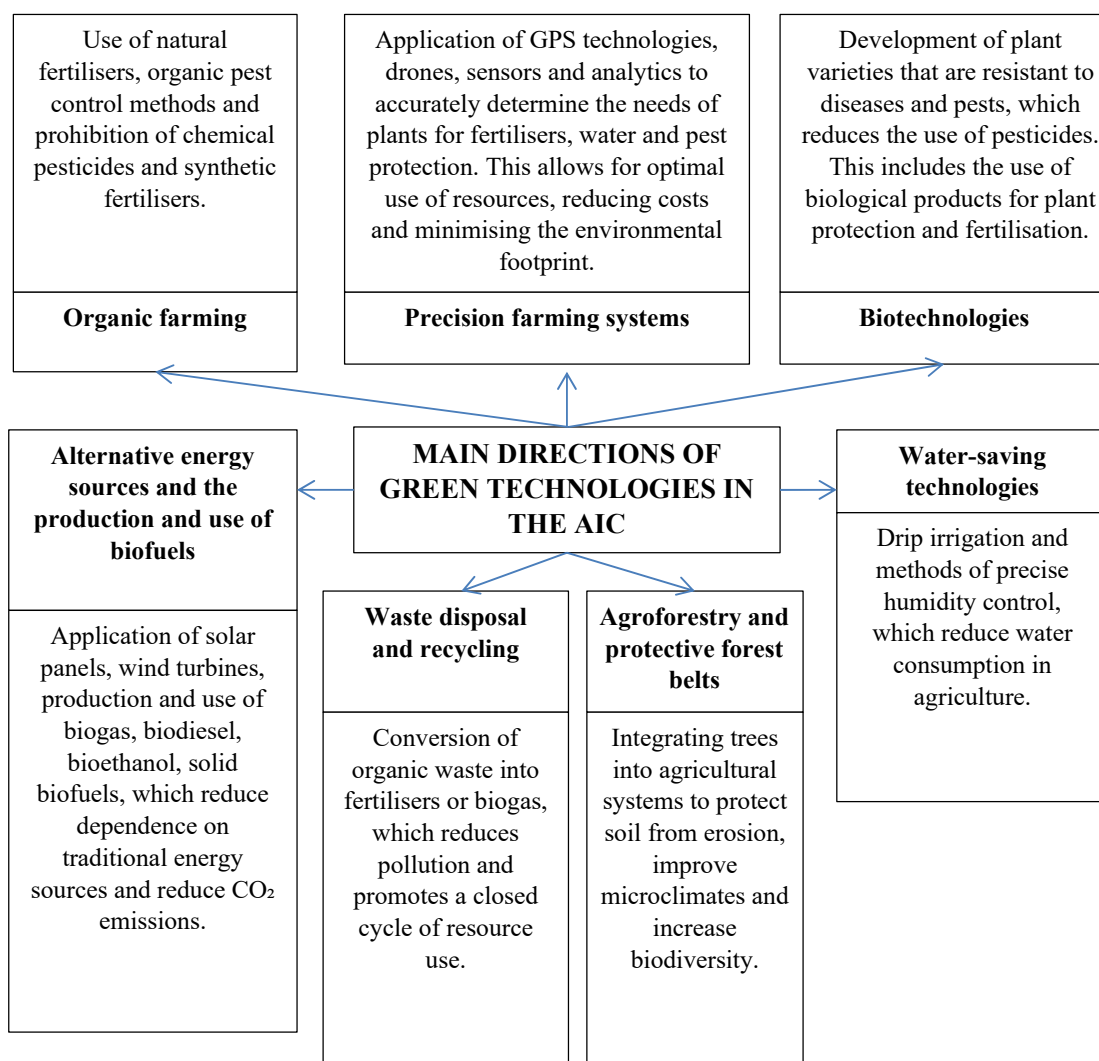 Use of natural
fertilisers, organic pest
control methods and
prohibition of chemical
pesticides and synthetic
fertilisers.
Organic farming
Application of GPS technologies,
drones, sensors and analytics to
accurately determine the needs of
plants for fertilisers, water and pest
protection. This allows for optimal
use of resources, reducing costs
and minimising the environmental
footprint.
Precision farming systems
Development of plant
varieties that are resistant to
diseases and pests, which
reduces the use of pesticides.
This includes the use of
biological products for plant
protection and fertilisation.
Biotechnologies
MAIN DIRECTIONS OF
GREEN TECHNOLOGIES IN
THE AIC
Alternative energy
sources and the
production and use of
biofuels
Application of solar
panels, wind turbines,
production and use of
biogas, biodiesel,
bioethanol, solid
biofuels, which reduce
dependence on
traditional energy
sources and reduce CO₂
emissions.
Waste disposal
and recycling
Conversion of
organic waste into
fertilisers or biogas,
which reduces
pollution and
promotes a closed
cycle of resource
use.
Agroforestry and
protective forest
belts
Integrating trees
into agricultural
systems to protect
soil from erosion,
improve
microclimates and
increase
biodiversity.
Water-saving
technologies
Drip irrigation and
methods of precise
humidity control,
which reduce water
consumption in
agriculture.